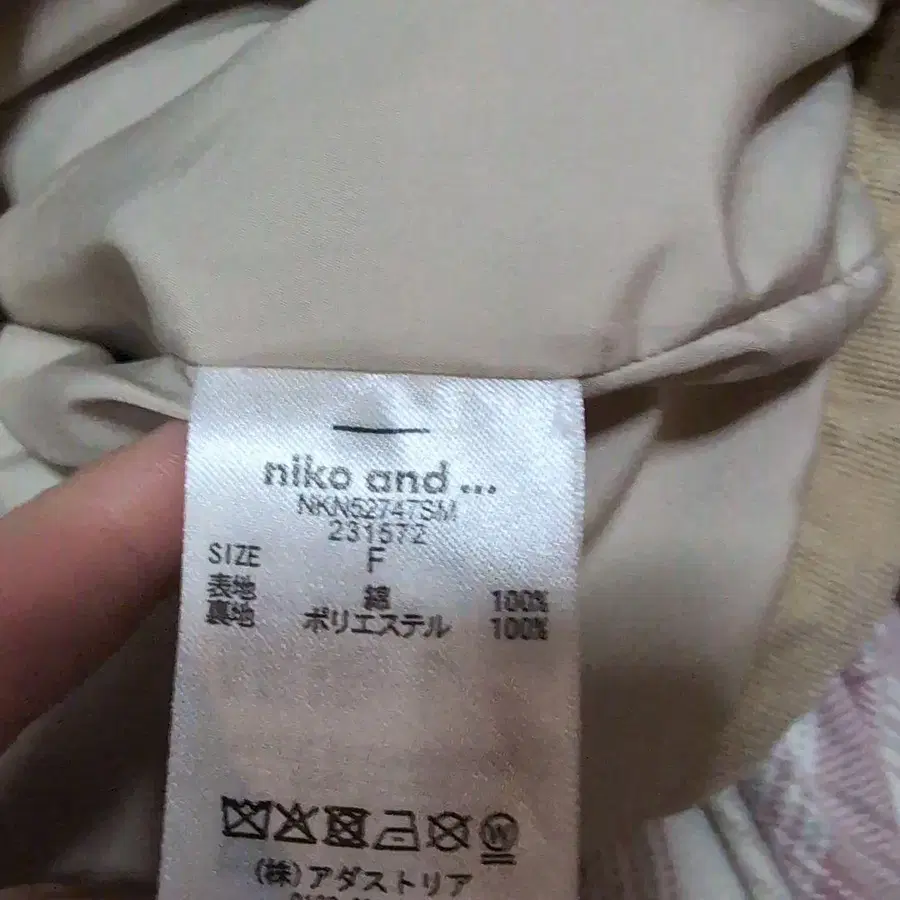 niko and ...
NKN52747SM
231572
SIZE F
表地 綿 100%
裏地 ポリエステル 100%
W
(株)アダストリア